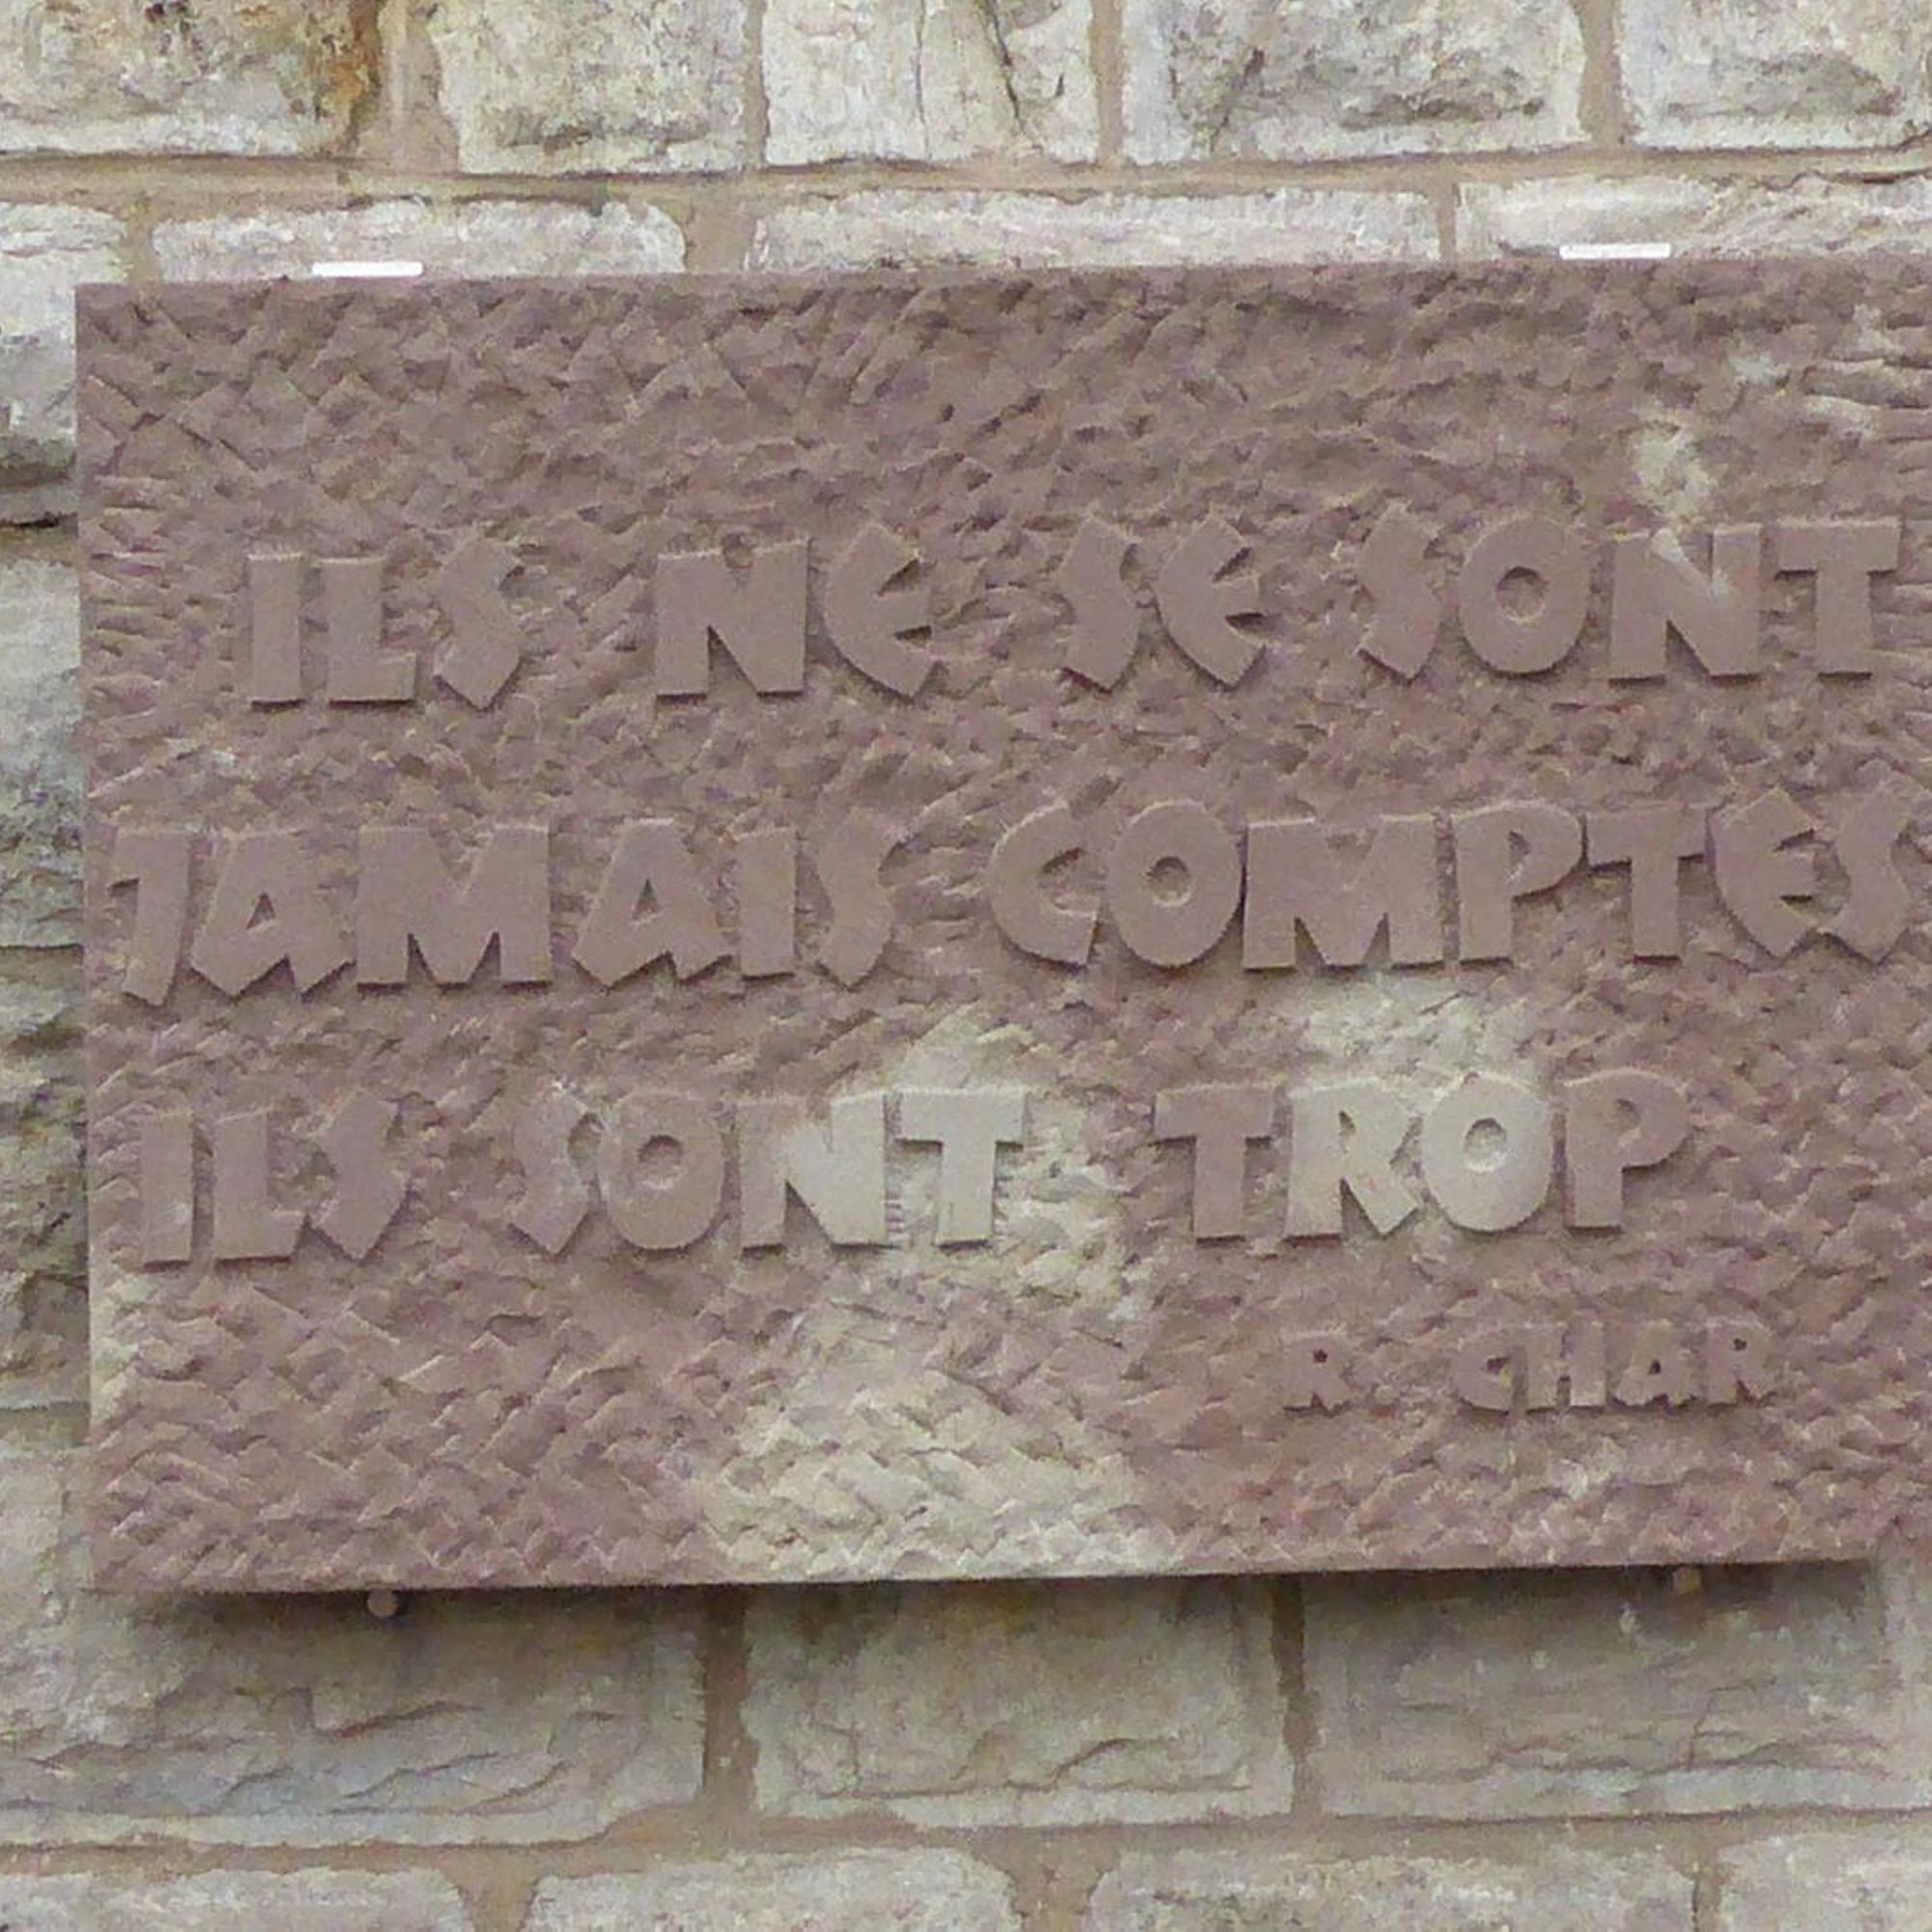 ILS NE SE SONT
JAMAIS COMPTES
ILS SONT TROP
R. CHAR